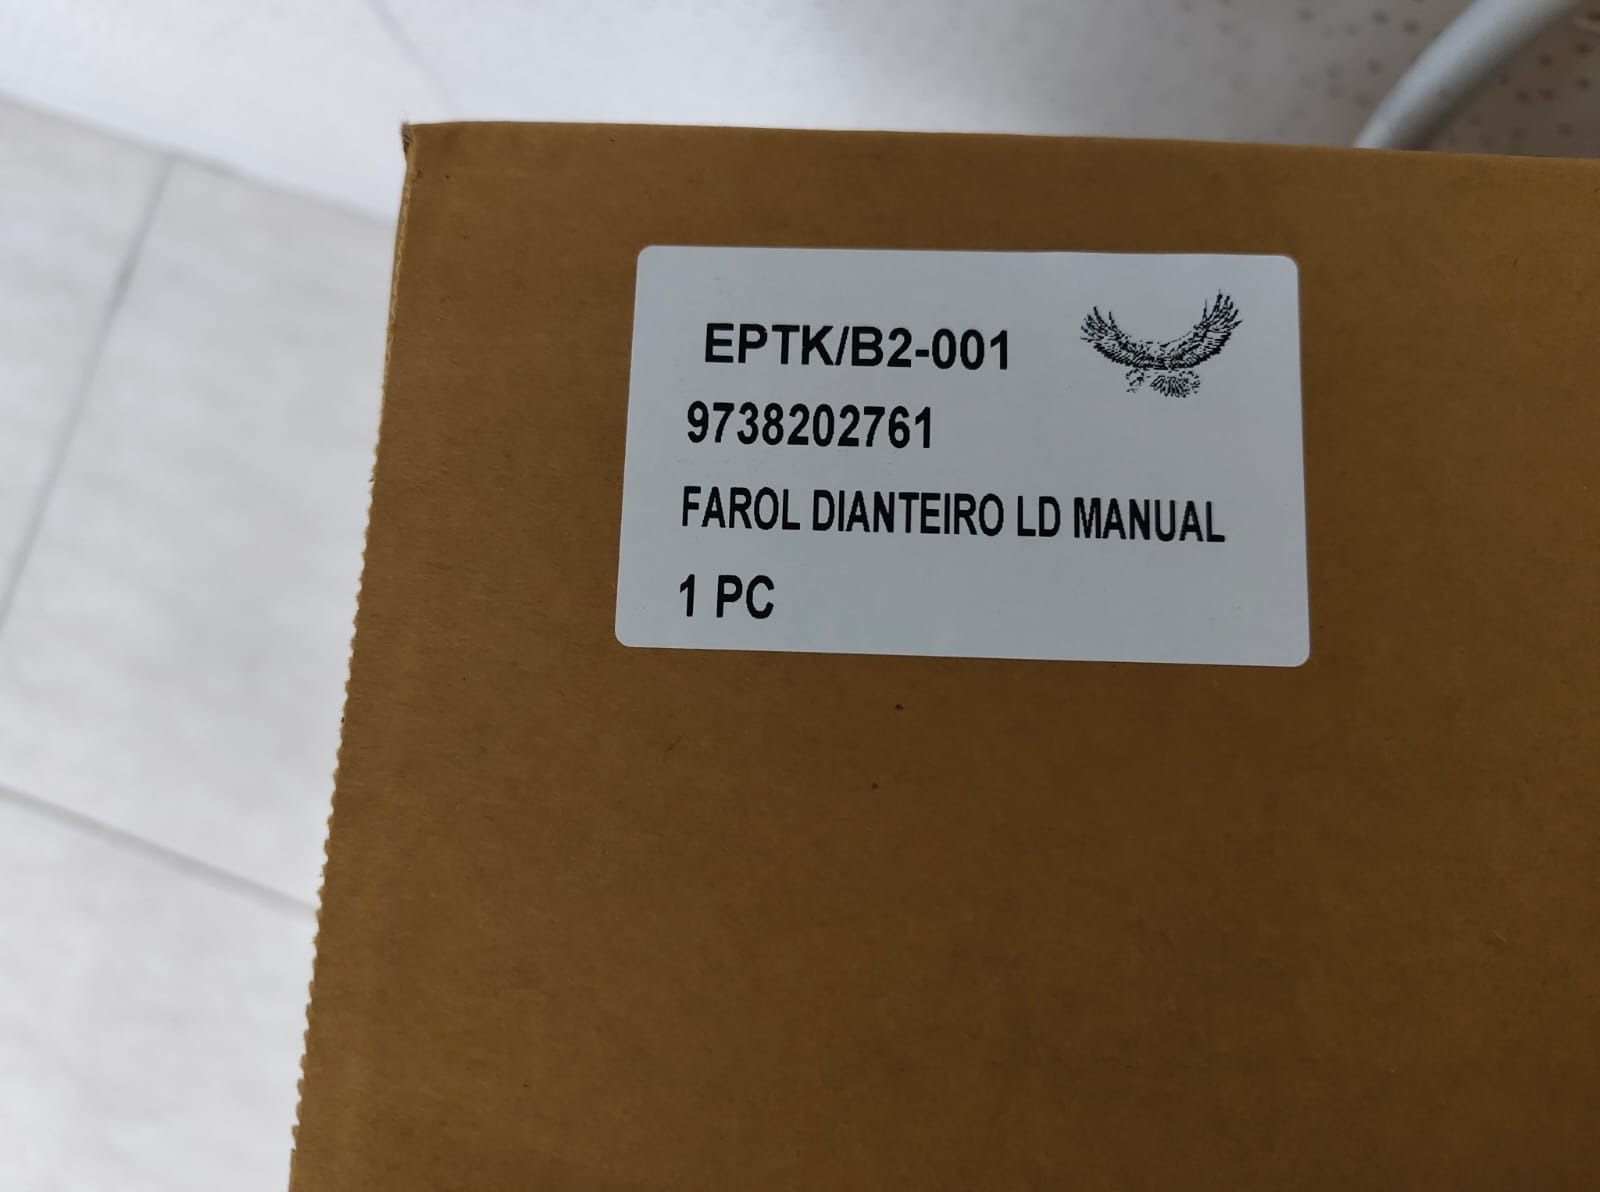 EPTK/B2-001
9738202761
FAROL DIANTEIRO LD MANUAL
1 PC